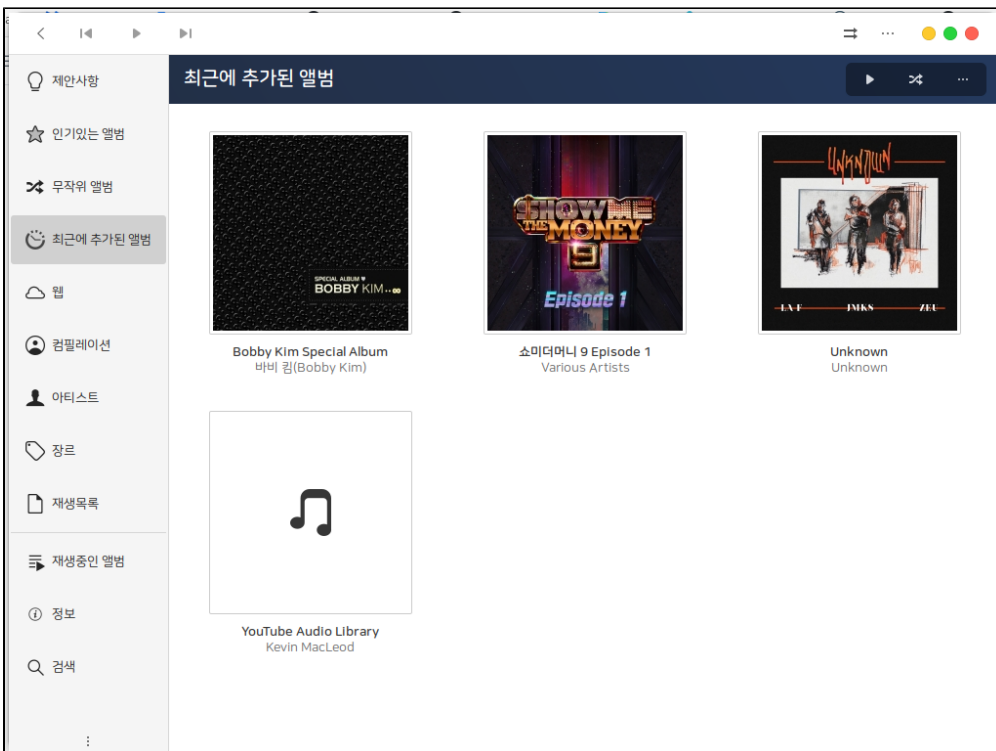 최근에 추가된 앨범
제안사항
인기있는 앨범
무작위 앨범
최근에 추가된 앨범
웹
컴필레이션
아티스트
장르
재생목록
재생중인 앨범
정보
검색
SPECIAL ALBUM ♥
BOBBY KIM..∞
Bobby Kim Special Album
바비 킴(Bobby Kim)
SHOW ME
THE MONEY
9
Episode 1
쇼미더머니 9 Episode 1
Various Artists
UNKNOWN
LA-F JMKS ZEU
Unknown
Unknown
YouTube Audio Library
Kevin MacLeod